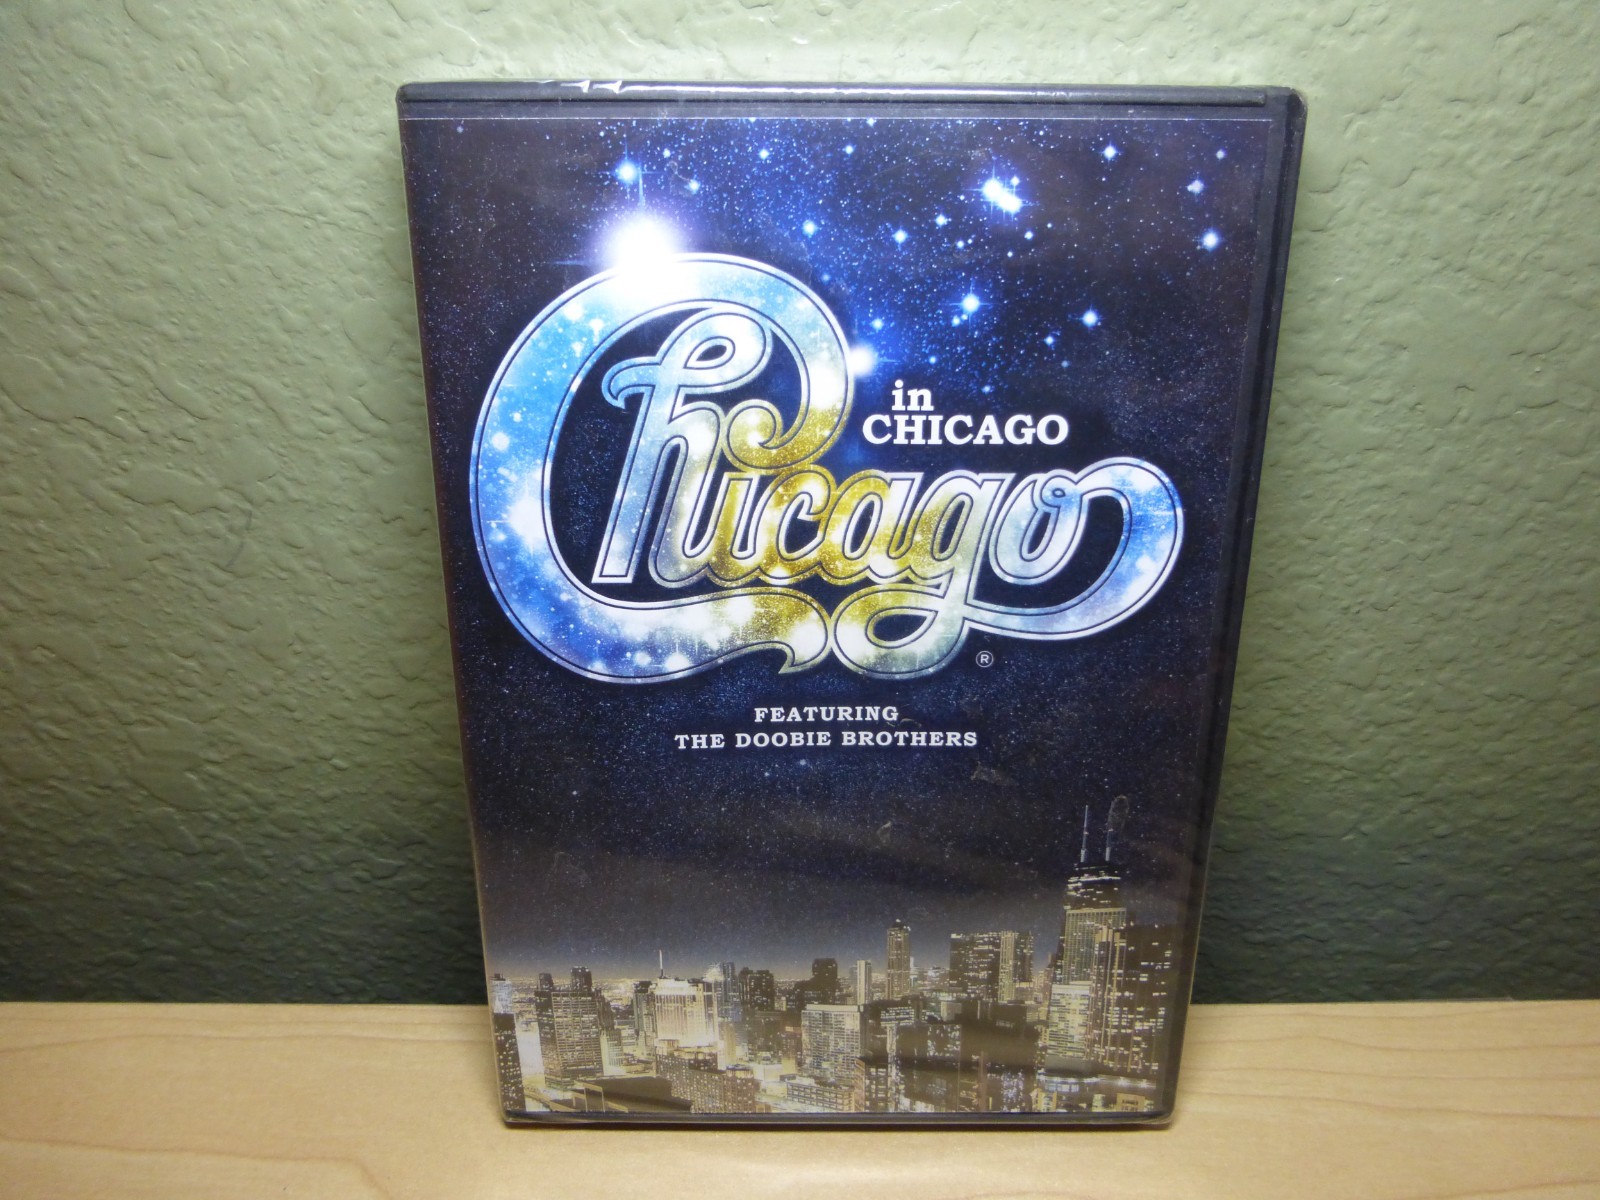 Chicago
in
CHICAGO
®
FEATURING
THE DOOBIE BROTHERS